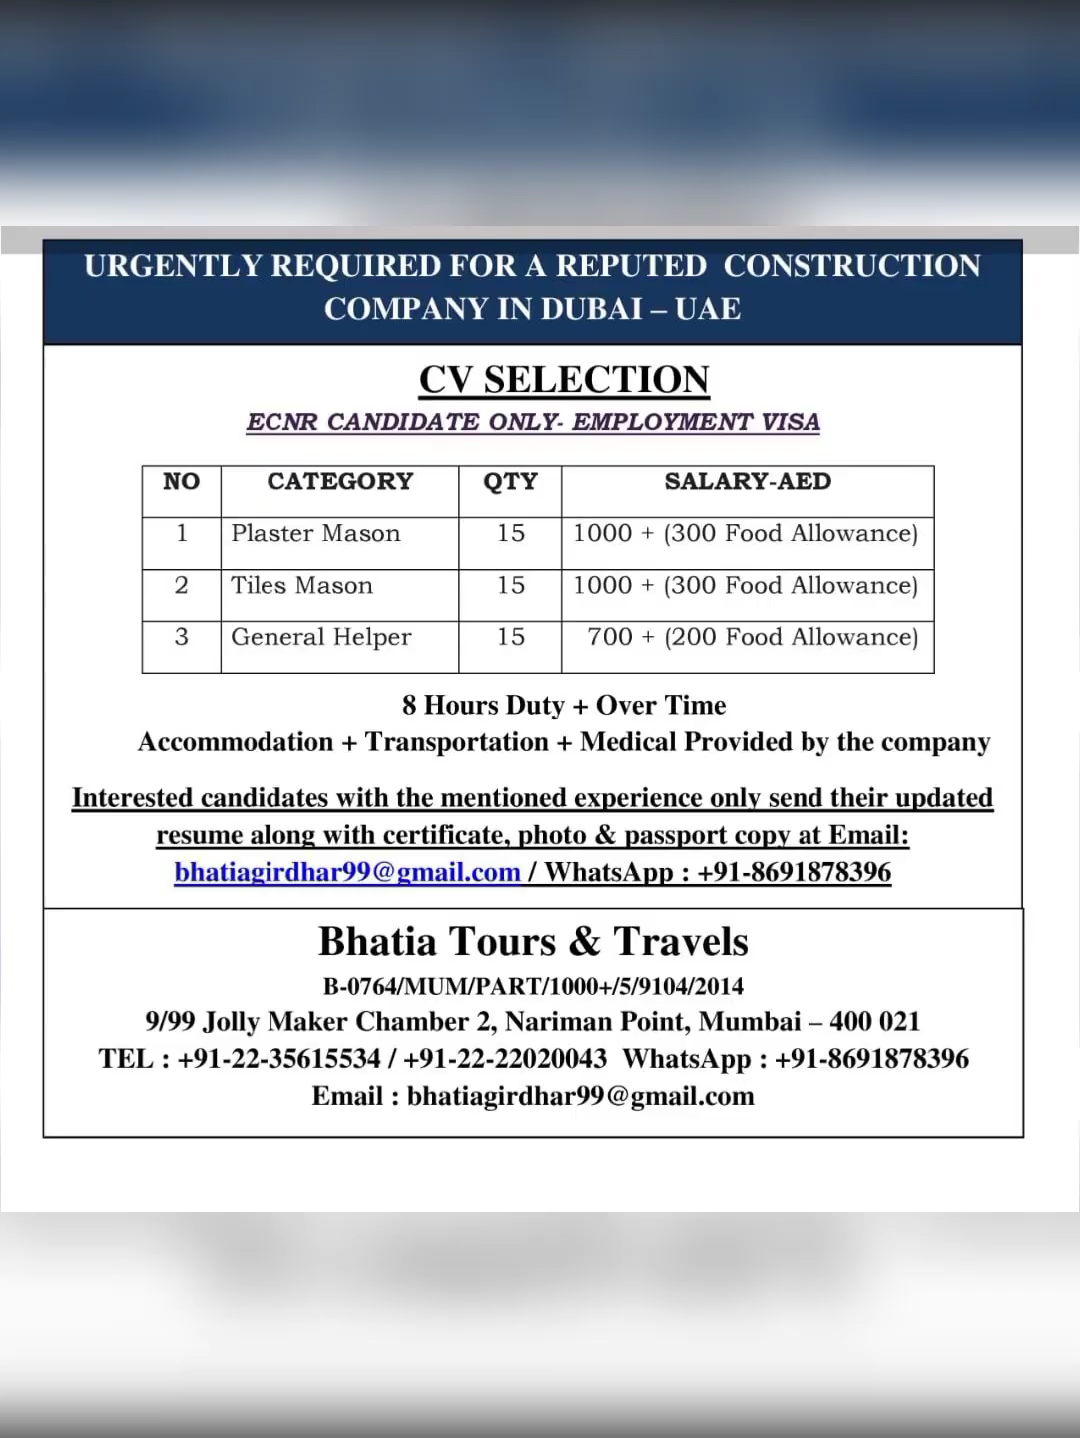 URGENTLY REQUIRED FOR A REPUTED CONSTRUCTION
COMPANY IN DUBAI – UAE
CV SELECTION
ECNR CANDIDATE ONLY- EMPLOYMENT VISA
NO CATEGORY QTY SALARY-AED
1 Plaster Mason 15 1000 + (300 Food Allowance)
2 Tiles Mason 15 1000 + (300 Food Allowance)
3 General Helper 15 700 + (200 Food Allowance)
8 Hours Duty + Over Time
Accommodation + Transportation + Medical Provided by the company
Interested candidates with the mentioned experience only send their updated
resume along with certificate, photo & passport copy at Email:
bhatiagirdhar99@gmail.com / WhatsApp : +91-8691878396
Bhatia Tours & Travels
B-0764/MUM/PART/1000+/5/9104/2014
9/99 Jolly Maker Chamber 2, Nariman Point, Mumbai – 400 021
TEL : +91-22-35615534 / +91-22-22020043 WhatsApp : +91-8691878396
Email : bhatiagirdhar99@gmail.com